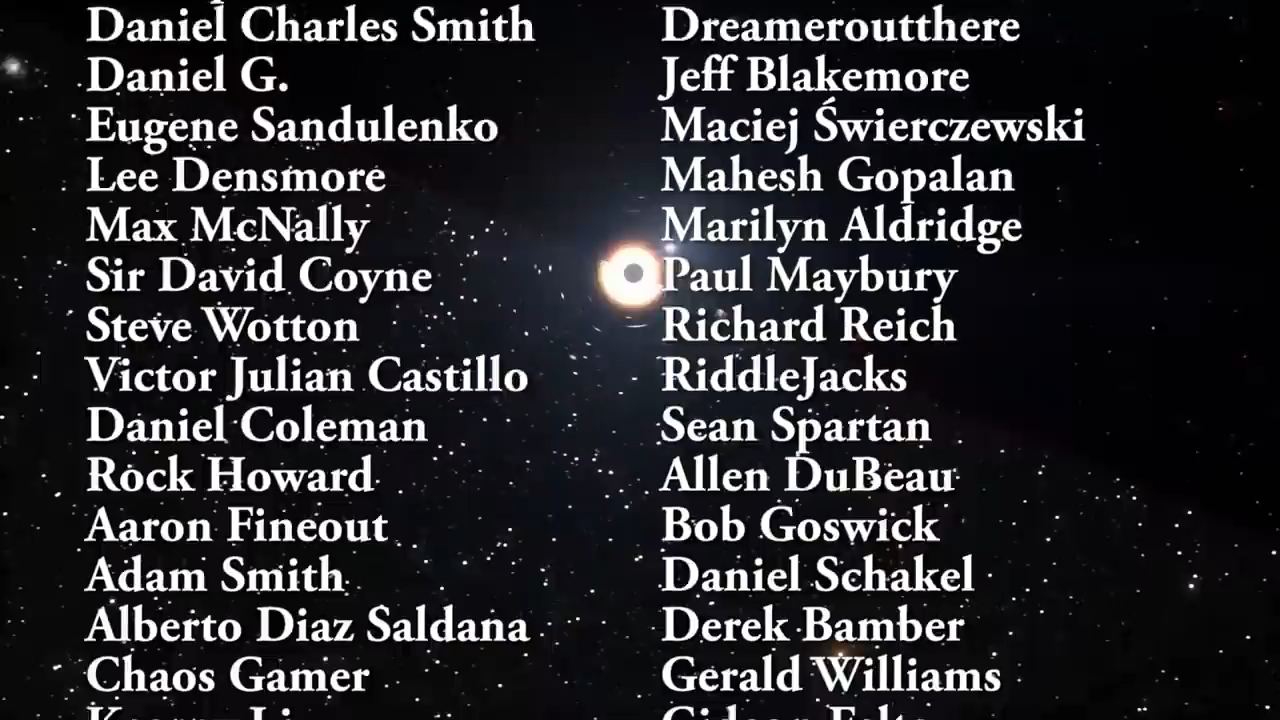 Daniel Charles Smith
Daniel G.
Eugene Sandulenko
Lee Densmore
Max McNally
Sir David Coyne
Steve Wotton
Victor Julian Castillo
Daniel Coleman
Rock Howard
Aaron Fineout
Adam Smith
Alberto Diaz Saldana
Chaos Gamer
Dreameroutthere
Jeff Blakemore
Maciej Świerczewski
Mahesh Gopalan
Marilyn Aldridge
Paul Maybury
Richard Reich
RiddleJacks
Sean Spartan
Allen DuBeau
Bob Goswick
Daniel Schakel
Derek Bamber
Gerald Williams